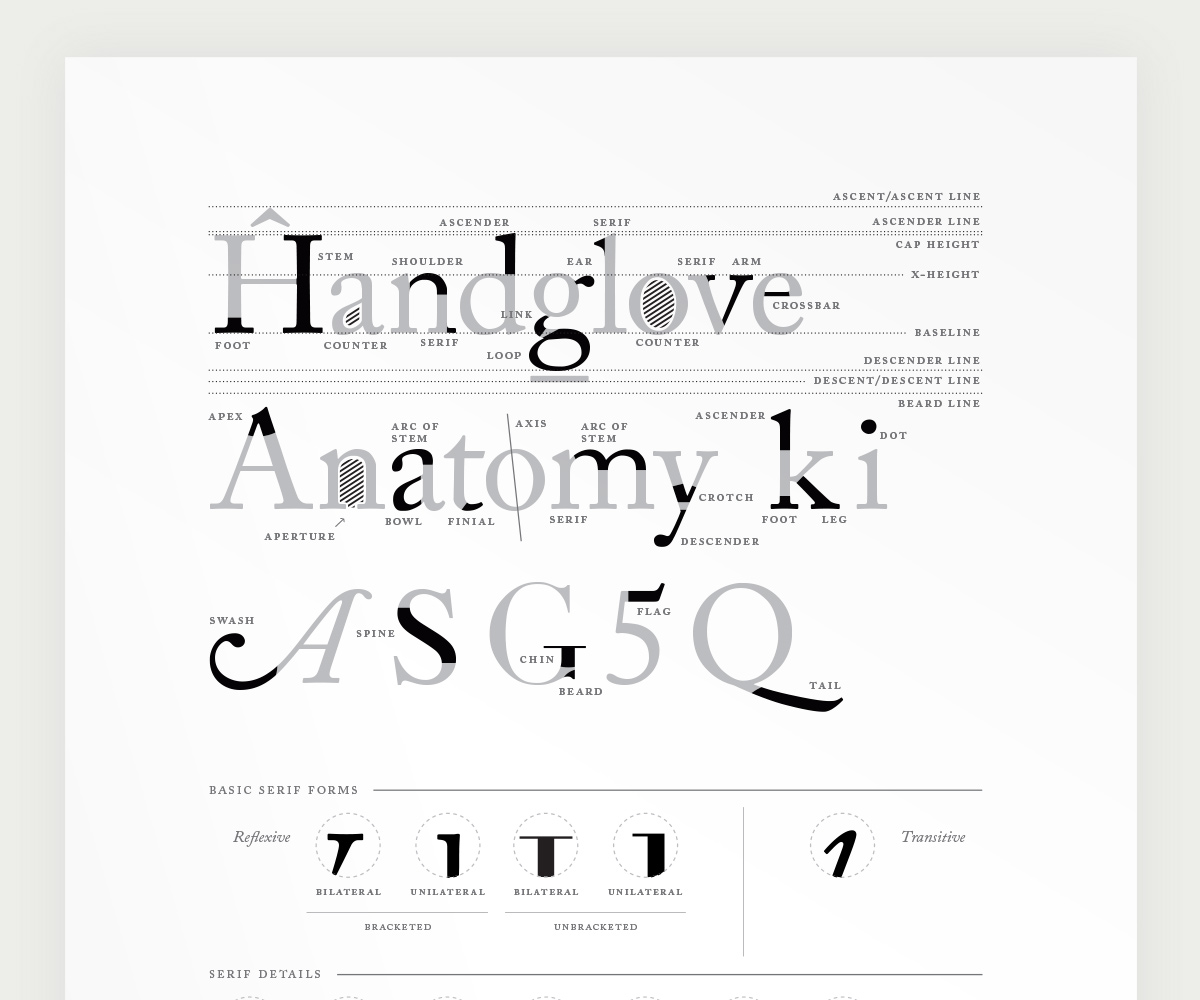 ASCENT/ASCENT LINE
ASCENDER SERIF ASCENDER LINE
CAP HEIGHT
STEM SHOULDER EAR SERIF ARM
X-HEIGHT
Ĥandglove
LINK CROSSBAR
BASELINE
FOOT COUNTER SERIF COUNTER
LOOP DESCENDER LINE
DESCENT/DESCENT LINE
BEARD LINE
APEX ARC OF STEM AXIS ARC OF STEM ASCENDER DOT
Anatomy ki
CROTCH
APERTURE BOWL FINIAL SERIF FOOT LEG
DESCENDER
A S G 5 Q
SWASH SPINE FLAG
CHIN BEARD TAIL
BASIC SERIF FORMS
Reflexive Transitive
BILATERAL UNILATERAL BILATERAL UNILATERAL
BRACKETED UNBRACKETED
SERIF DETAILS